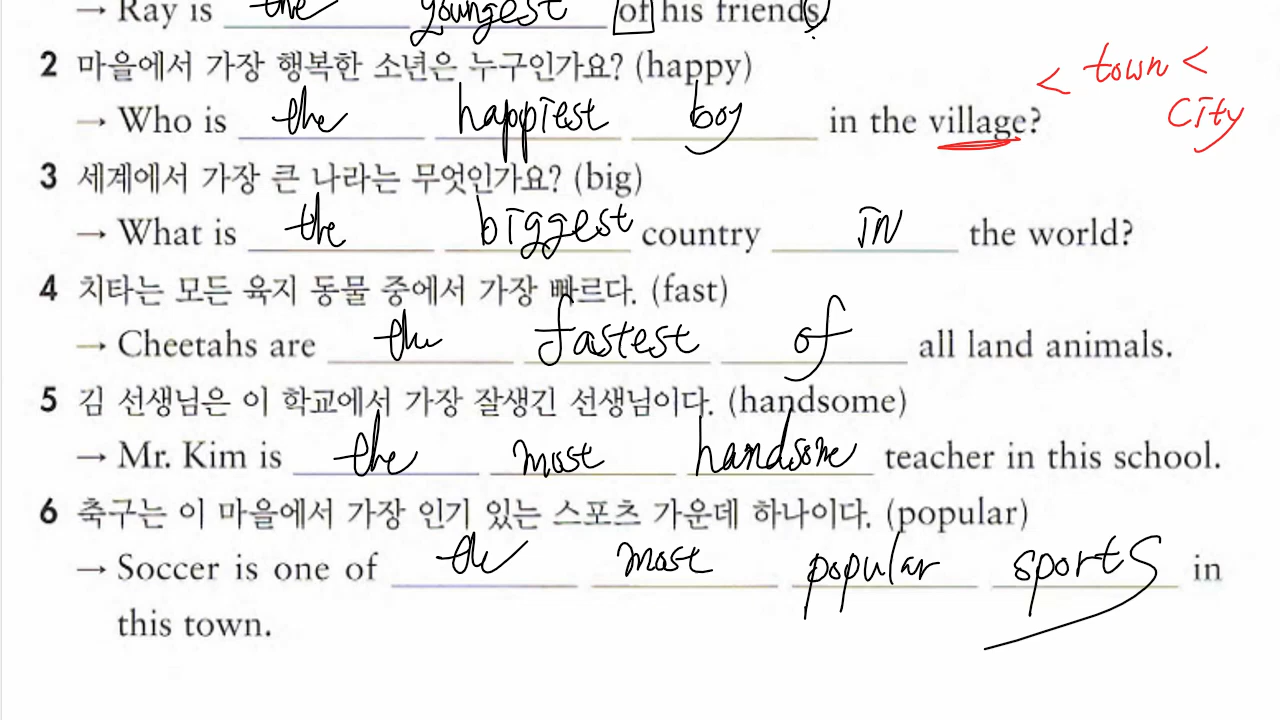 → Ray is the youngest of his friends.
2 마을에서 가장 행복한 소년은 누구인가요? (happy)
→ Who is the happiest boy in the village? < town < city
3 세계에서 가장 큰 나라는 무엇인가요? (big)
→ What is the biggest country in the world?
4 치타는 모든 육지 동물 중에서 가장 빠르다. (fast)
→ Cheetahs are the fastest of all land animals.
5 김 선생님은 이 학교에서 가장 잘생긴 선생님이다. (handsome)
→ Mr. Kim is the most handsome teacher in this school.
6 축구는 이 마을에서 가장 인기 있는 스포츠 가운데 하나이다. (popular)
→ Soccer is one of the most popular sports in
this town.